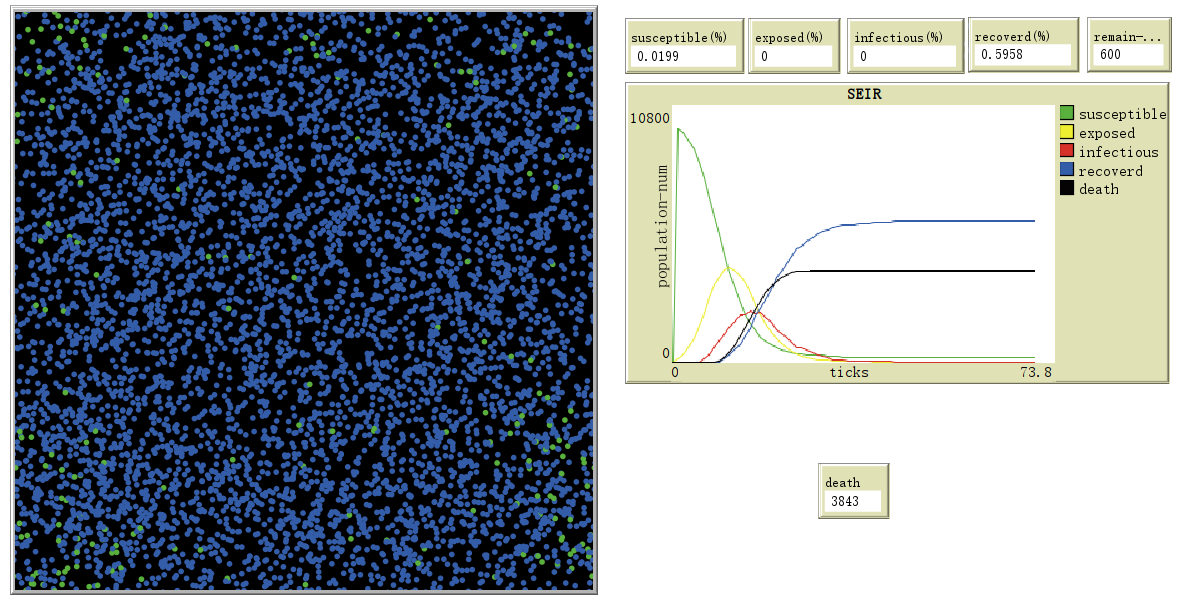 susceptible(%)
0.0199
exposed(%)
0
infectious(%)
0
recoverd(%)
0.5958
remain-...
600
SEIR
10800
population-num
0
0
ticks
73.8
susceptible
exposed
infectious
recoverd
death
death
3843